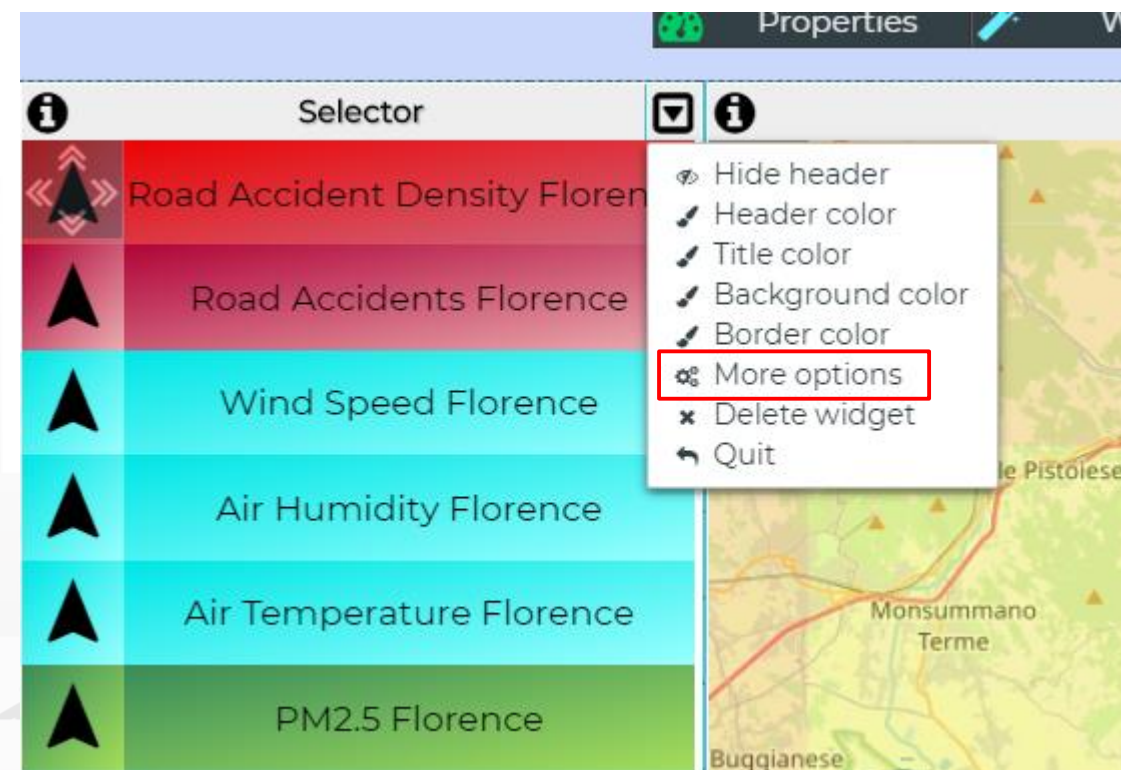 Properties
W
Selector
Road Accident Density Floren
Hide header
Header color
Title color
Road Accidents Florence
Background color
Border color
More options
Wind Speed Florence
Delete widget
Quit
le Pistoiese
Air Humidity Florence
Air Temperature Florence
Monsummano
Terme
PM2.5 Florence
Buggianese